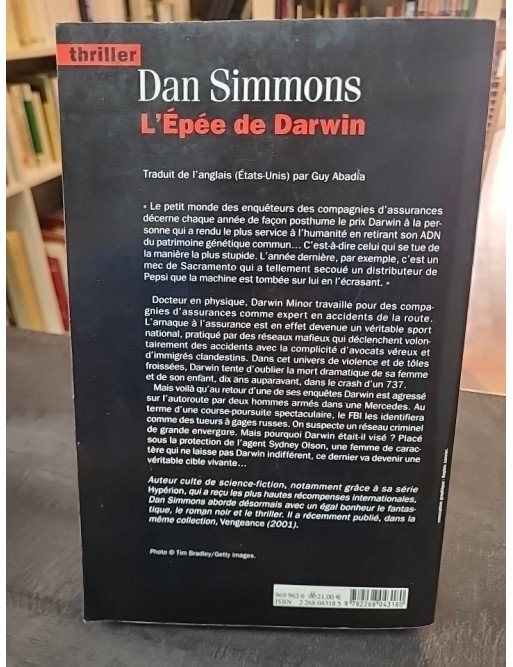 thriller
Dan Simmons
L'Épée de Darwin
Traduit de l'anglais (États-Unis) par Guy Abadia
« Le petit monde des enquêteurs des compagnies d'assurances
décerne chaque année de façon posthume le prix Darwin à la per-
sonne qui a rendu le plus service à l'humanité en retirant son ADN
du patrimoine génétique commun... C'est-à-dire celui qui se tue de
la manière la plus stupide. L'année dernière, par exemple, c'est un
mec de Sacramento qui a tellement secoué un distributeur de
Pepsi que la machine est tombée sur lui en l'écrasant. »
Docteur en physique, Darwin Minor travaille pour des compa-
gnies d'assurances comme expert en accidents de la route.
L'arnaque à l'assurance est en effet devenue un véritable sport
national, pratiqué par des réseaux mafieux qui déclenchent volon-
tairement des accidents avec la complicité d'avocats véreux et
d'immigrés clandestins. Dans cet univers de violence et de tôles
froissées, Darwin tente d'oublier la mort dramatique de sa femme
et de son enfant, dix ans auparavant, dans le crash d'un 737.
Mais voilà qu'au retour d'une de ses enquêtes Darwin est agressé
sur l'autoroute par deux hommes armés dans une Mercedes. Au
terme d'une course-poursuite spectaculaire, le FBI les identifiera
comme des tueurs à gages russes. On suspecte un réseau criminel
de grande envergure. Mais pourquoi Darwin était-il visé ? Placé
sous la protection de l'agent Sydney Olson, une femme de carac-
tère qui ne laisse pas Darwin indifférent, ce dernier va devenir une
véritable cible vivante...
Auteur culte de science-fiction, notamment grâce à sa série
Hypérion, qui a reçu les plus hautes récompenses internationales,
Dan Simmons aborde désormais avec un égal bonheur le fantas-
tique, le roman noir et le thriller. Il a récemment publié, dans la
même collection, Vengeance (2001).
Photo © Tim Bradley/Getty images.
969 963 6
21,00 €
ISBN 2 268 04318 5
9 782268 043180